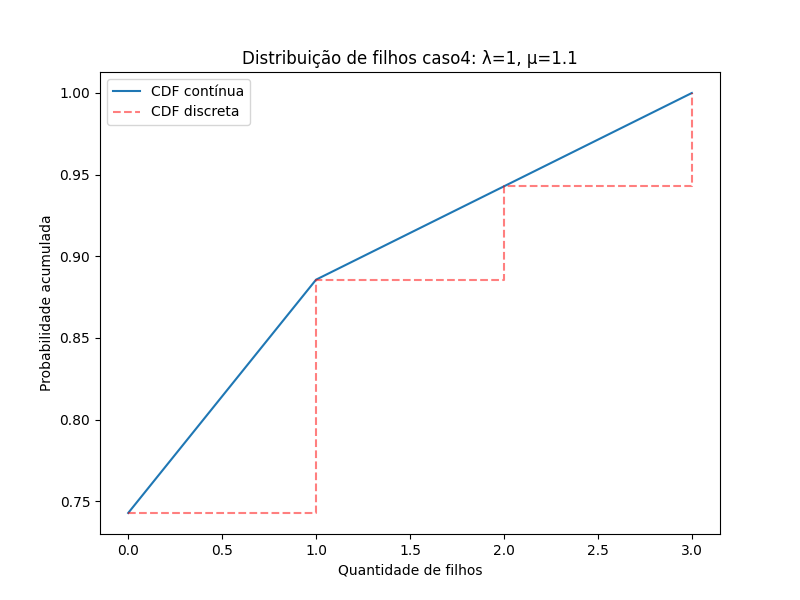 Distribuição de filhos caso4: λ=1, μ=1.1
CDF contínua
CDF discreta
Probabilidade acumulada
1.00
0.95
0.90
0.85
0.80
0.75
0.0 0.5 1.0 1.5 2.0 2.5 3.0
Quantidade de filhos